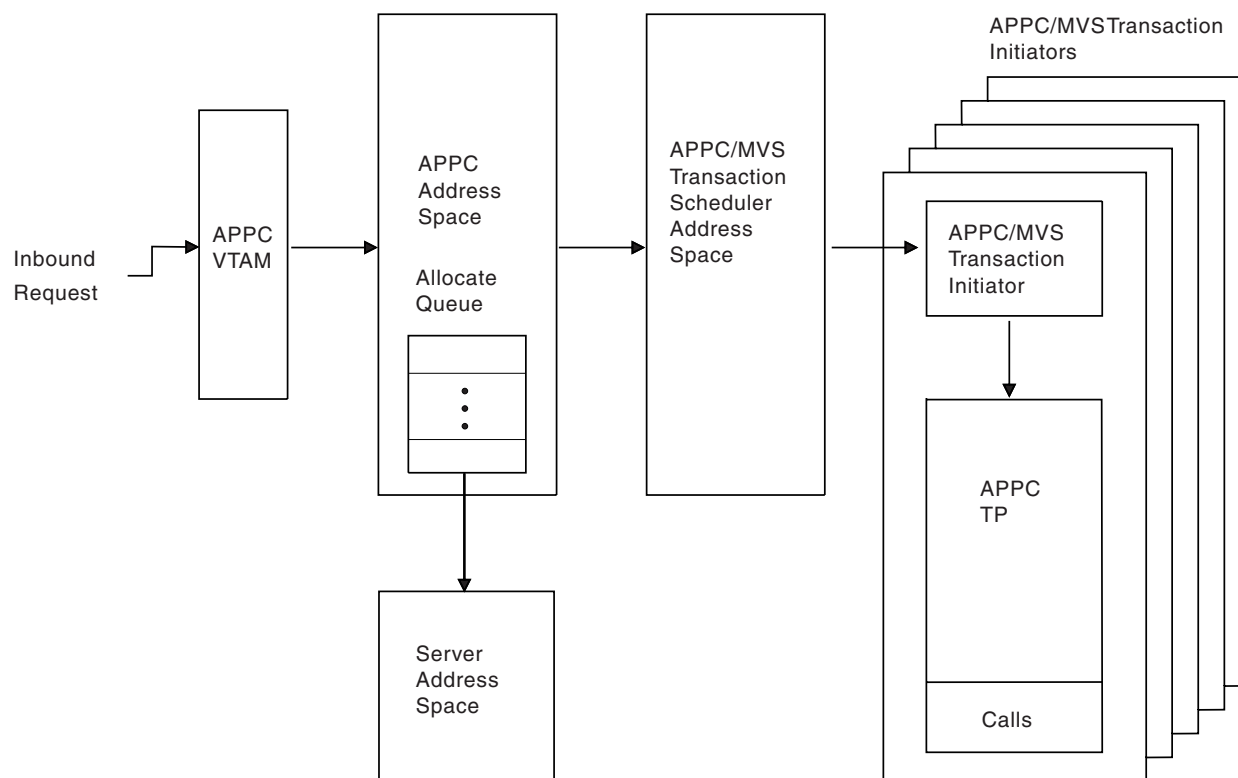 APPC/MVSTransaction
Initiators
Inbound
Request
APPC
VTAM
APPC
Address
Space
Allocate
Queue
Server
Address
Space
APPC/MVS
Transaction
Scheduler
Address
Space
APPC/MVS
Transaction
Initiator
APPC
TP
Calls